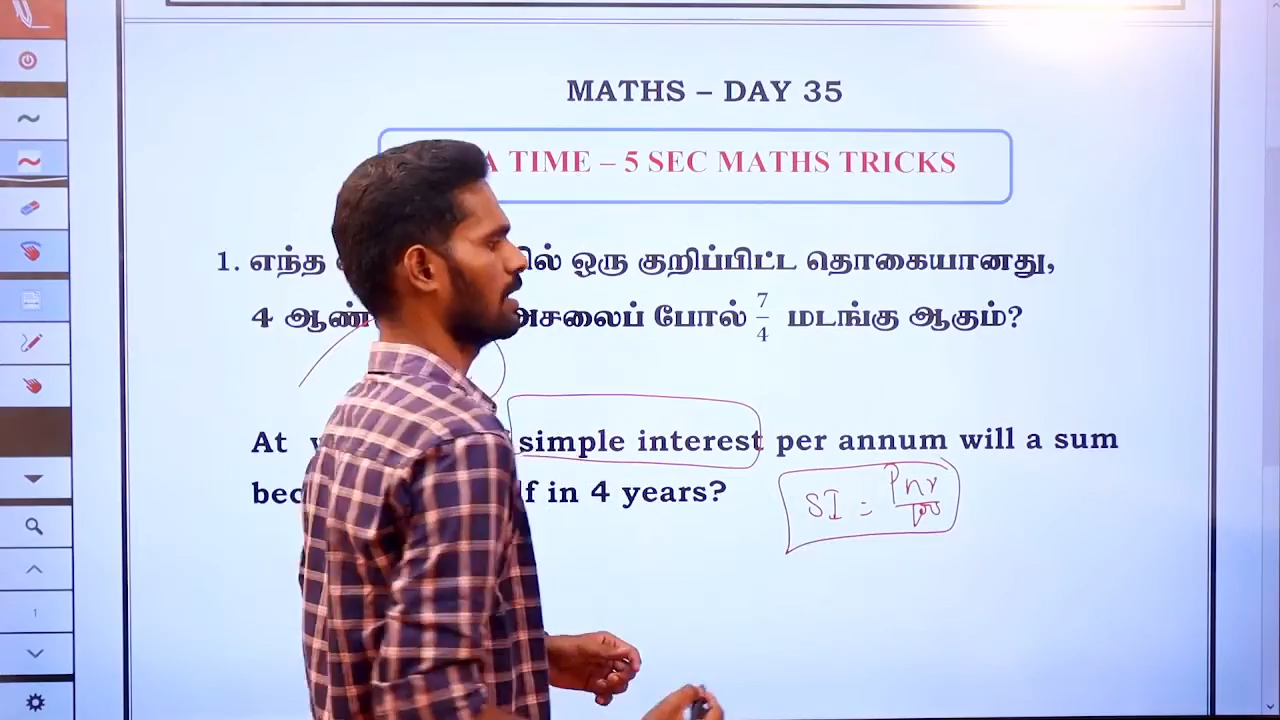 MATHS – DAY 35
A TIME – 5 SEC MATHS TRICKS
1. எந்த ில் ஒரு குறிப்பிட்ட தொகையானது,
4 ஆண் அசலைப் போல் 7/4 மடங்கு ஆகும்?
At simple interest per annum will a sum
bec lf in 4 years?
SI = Pnr/100
1